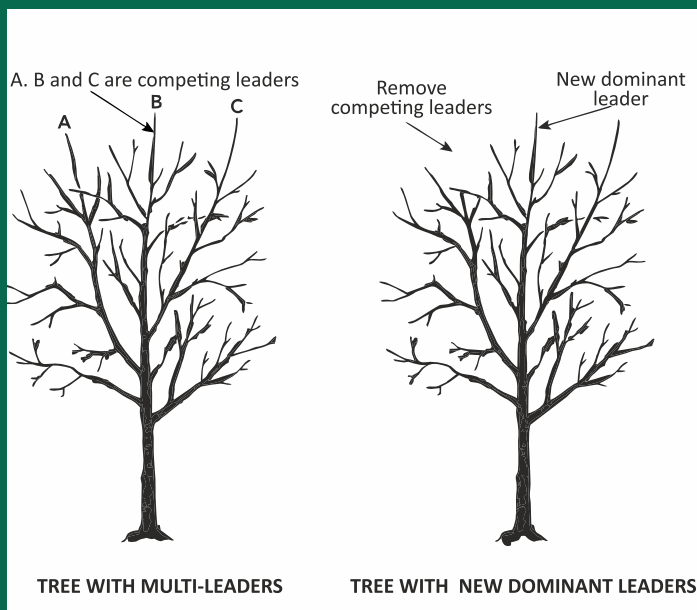 A. B and C are competing leaders
B
C
A
Remove
competing leaders
New dominant
leader
TREE WITH MULTI-LEADERS
TREE WITH NEW DOMINANT LEADERS